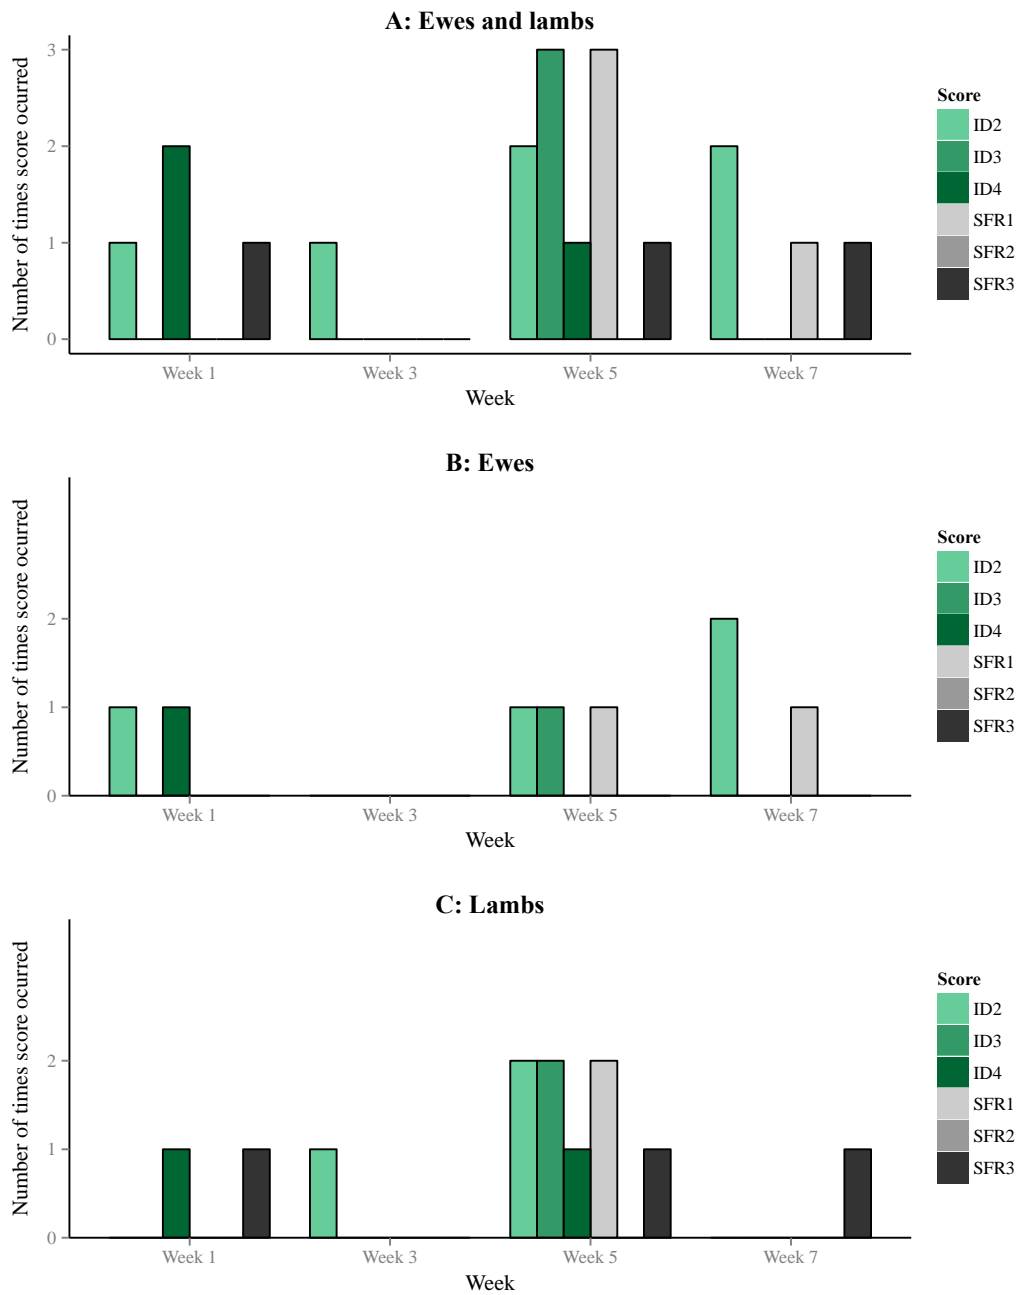 A: Ewes and lambs
Number of times score ocurred
3
2
1
0
Week 1 Week 3 Week 5 Week 7
Week
Score
ID2
ID3
ID4
SFR1
SFR2
SFR3
B: Ewes
Number of times score ocurred
2
1
0
Week 1 Week 3 Week 5 Week 7
Week
Score
ID2
ID3
ID4
SFR1
SFR2
SFR3
C: Lambs
Number of times score ocurred
2
1
0
Week 1 Week 3 Week 5 Week 7
Week
Score
ID2
ID3
ID4
SFR1
SFR2
SFR3